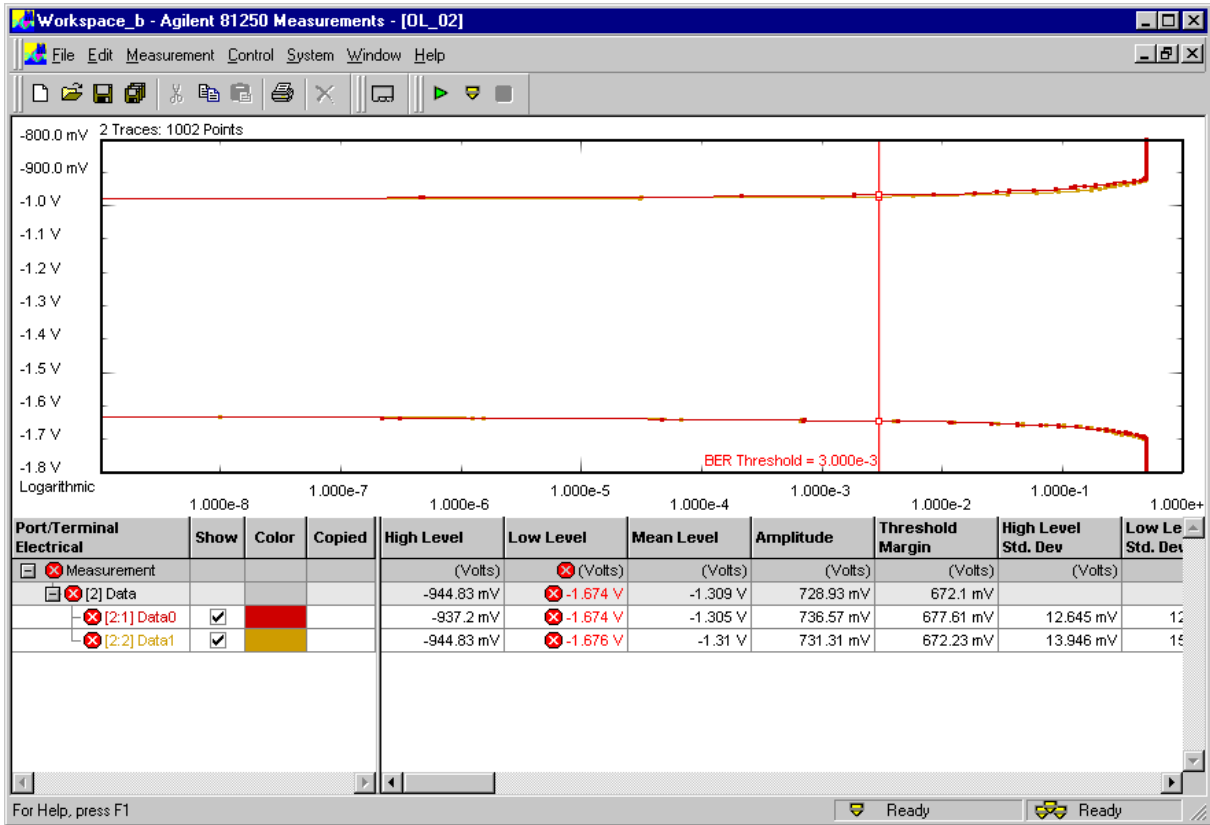 Workspace_b - Agilent 81250 Measurements - [OL_02]
File Edit Measurement Control System Window Help
2 Traces: 1002 Points
-800.0 mV
-900.0 mV
-1.0 V
-1.1 V
-1.2 V
-1.3 V
-1.4 V
-1.5 V
-1.6 V
-1.7 V
-1.8 V
BER Threshold = 3.000e-3
Logarithmic
1.000e-8 1.000e-7 1.000e-6 1.000e-5 1.000e-4 1.000e-3 1.000e-2 1.000e-1 1.000e+
Port/Terminal Electrical Show Color Copied High Level Low Level Mean Level Amplitude Threshold Margin High Level Std. Dev Low Le Std. Dev
Measurement (Volts) (Volts) (Volts) (Volts) (Volts) (Volts)
[2] Data -944.83 mV -1.674 V -1.309 V 728.93 mV 672.1 mV
[2:1] Data0 -937.2 mV -1.674 V -1.305 V 736.57 mV 677.61 mV 12.645 mV 12
[2:2] Data1 -944.83 mV -1.676 V -1.31 V 731.31 mV 672.23 mV 13.946 mV 15
For Help, press F1 Ready Ready